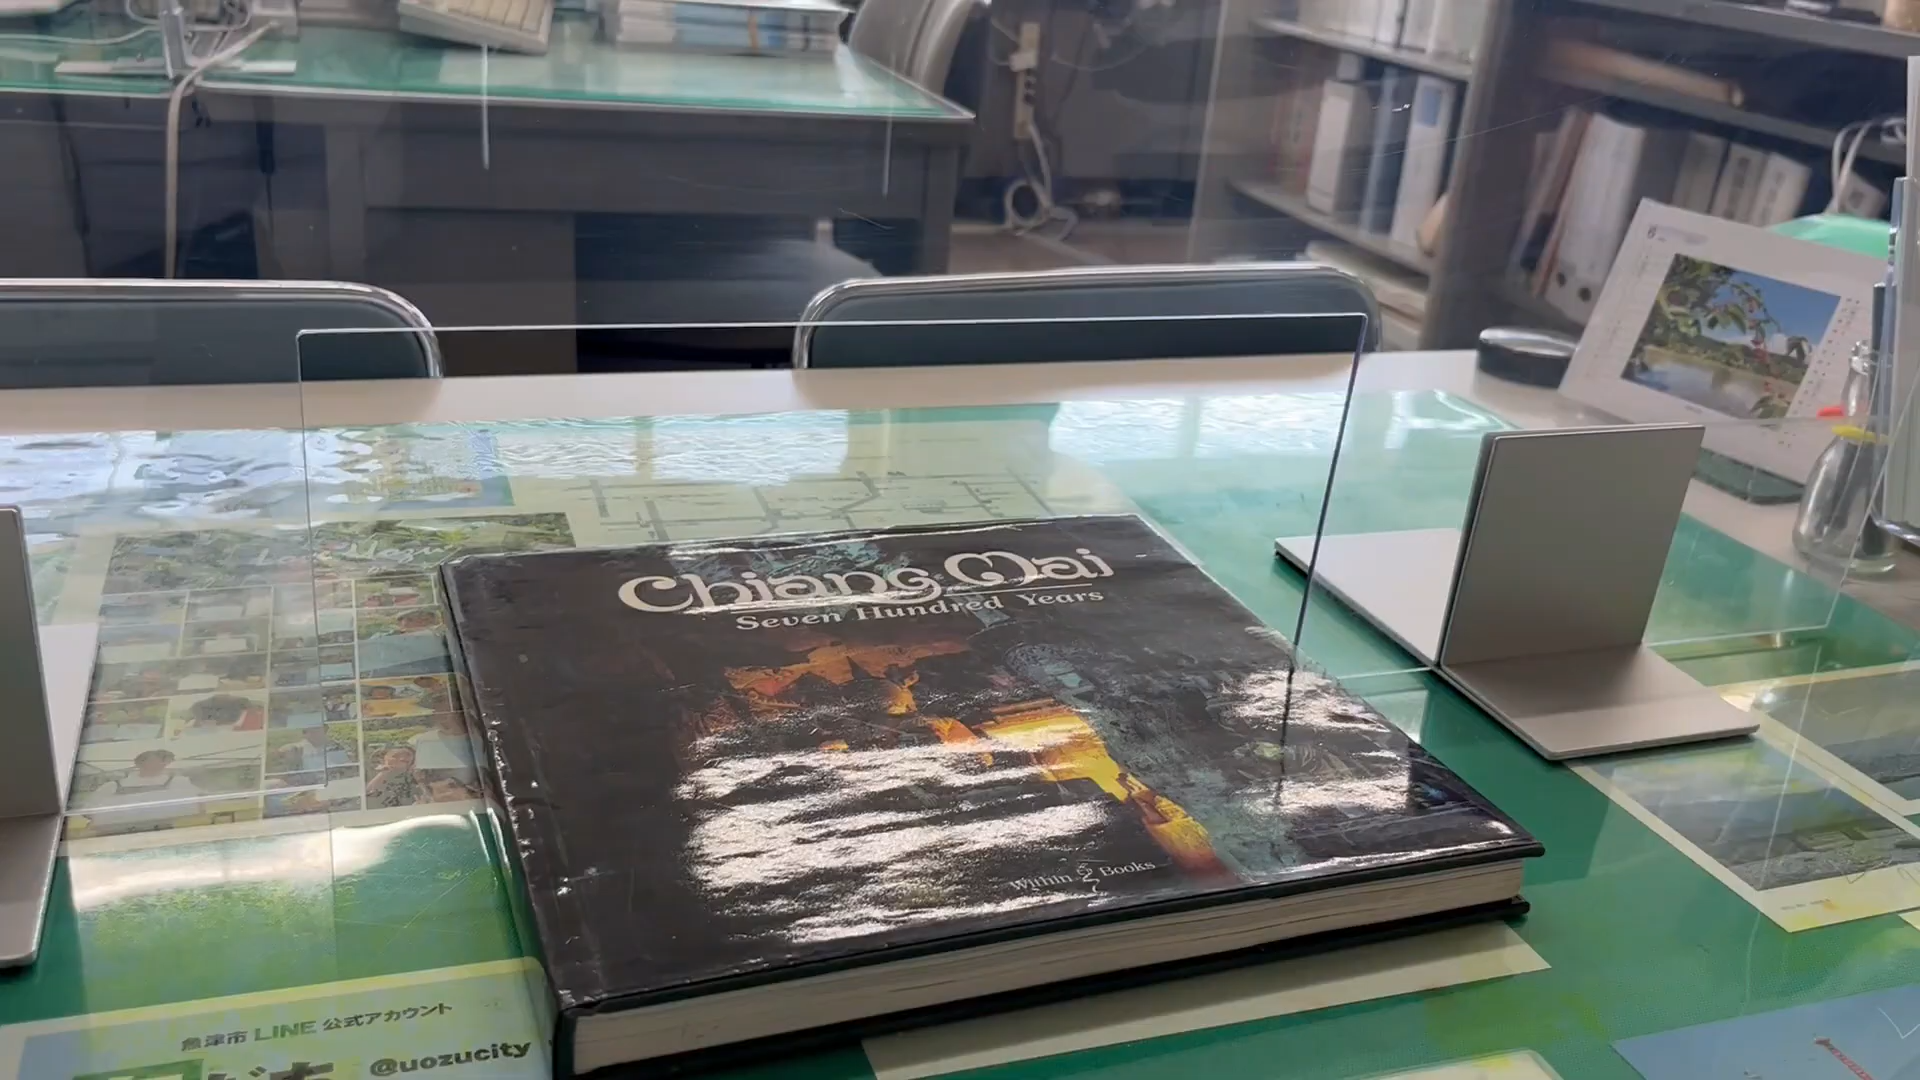 Chiang Mai
Seven Hundred Years
Within Books
魚津市 LINE 公式アカウント
@uozucity